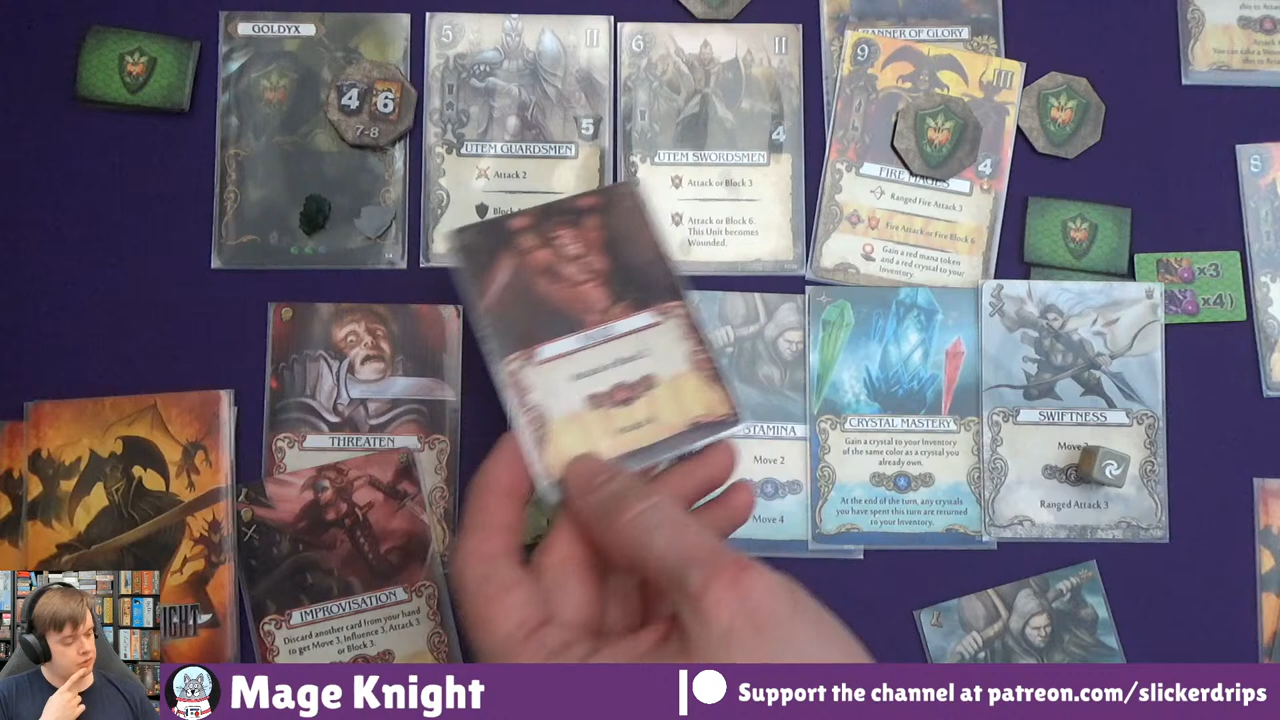 GOLDYX
4 6
7-8
5
II
5
UTEM GUARDSMEN
Attack 2
Block
6
II
4
UTEM SWORDSMEN
Attack or Block 3
Attack or Block 6.
This Unit becomes
Wounded.
BANNER OF GLORY
9
III
4
FIRE MAGES
Ranged Fire Attack 3
Fire Attack or Fire Block 6
Gain a red mana token
and a red crystal to your
Inventory.
x3
x4)
8
THREATEN
IMPROVISATION
Discard another card from your hand
to get Move 3, Influence 3, Attack 3
or Block 3.
STAMINA
Move 2
Move 4
CRYSTAL MASTERY
Gain a crystal to your Inventory
of the same color as a crystal you
already own.
At the end of the turn, any crystals
you have spent this turn are returned
to your Inventory.
SWIFTNESS
Move
Ranged Attack 3
Mage Knight
Support the channel at patreon.com/slickerdrips